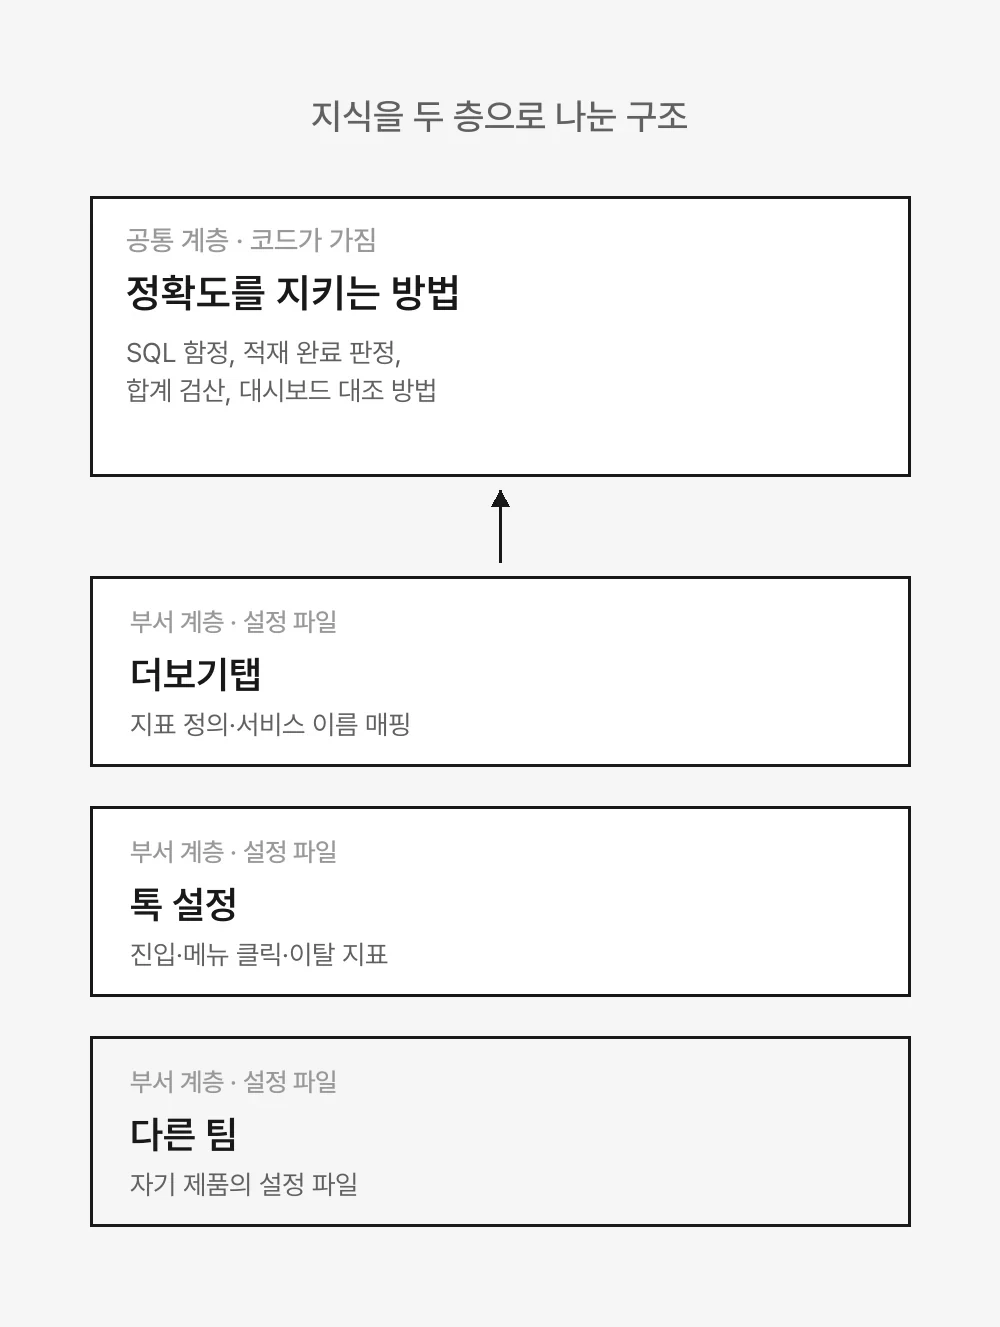 지식을 두 층으로 나눈 구조
공통 계층 · 코드가 가짐
정확도를 지키는 방법
SQL 함정, 적재 완료 판정,
합계 검산, 대시보드 대조 방법
부서 계층 · 설정 파일
더보기탭
지표 정의·서비스 이름 매핑
부서 계층 · 설정 파일
톡 설정
진입·메뉴 클릭·이탈 지표
부서 계층 · 설정 파일
다른 팀
자기 제품의 설정 파일